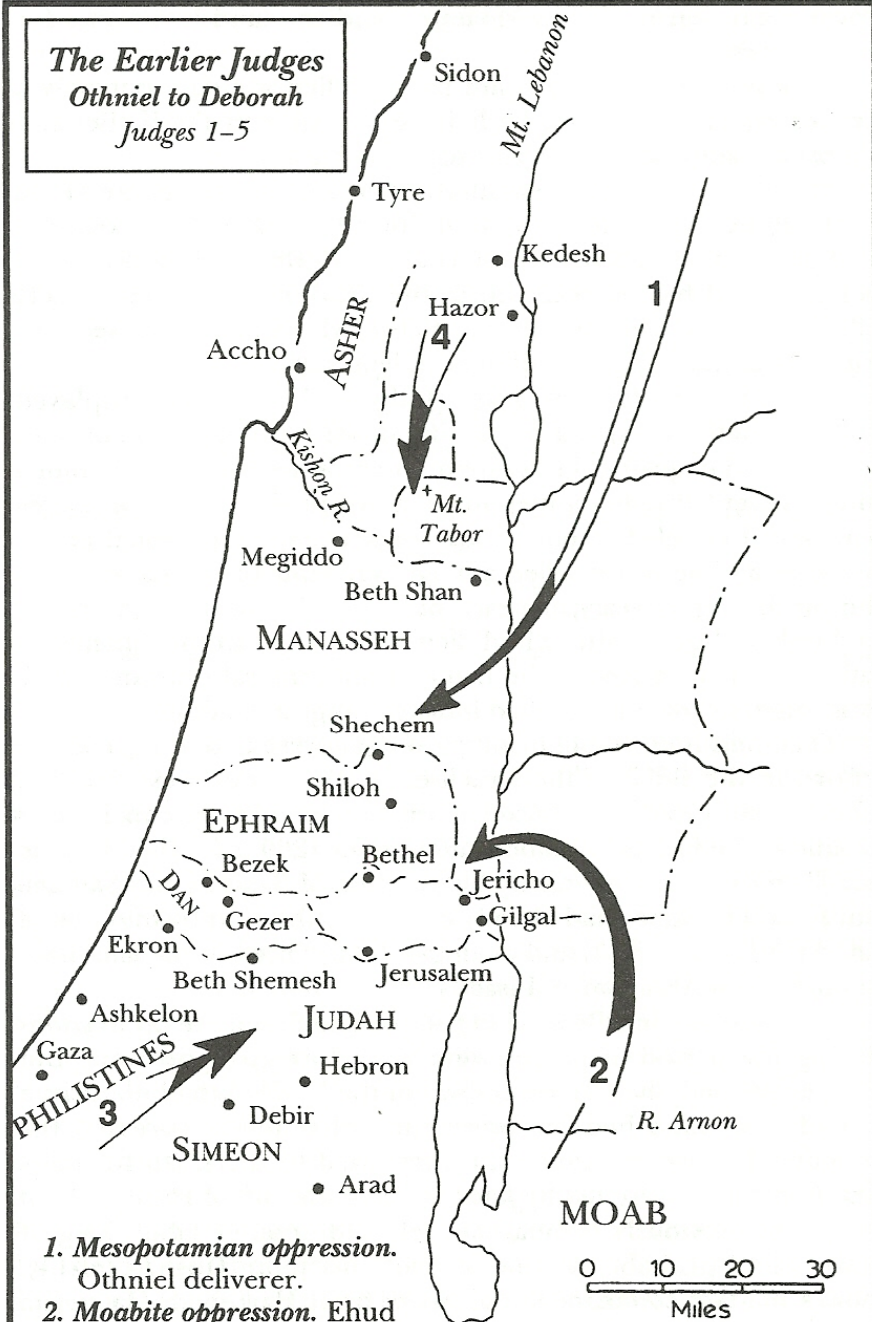 The Earlier Judges
Othniel to Deborah
Judges 1–5
Sidon
Mt. Lebanon
Tyre
Kedesh
Hazor
1
4
ASHER
Accho
Kishon R.
Mt.
Tabor
Megiddo
Beth Shan
MANASSEH
Shechem
Shiloh
EPHRAIM
Bezek
Bethel
DAN
Jericho
Gezer
Gilgal
Ekron
Beth Shemesh
Jerusalem
Ashkelon
JUDAH
Gaza
PHILISTINES
Hebron
3
2
Debir
R. Arnon
SIMEON
Arad
MOAB
1. Mesopotamian oppression.
Othniel deliverer.
2. Moabite oppression. Ehud
0 10 20 30
Miles